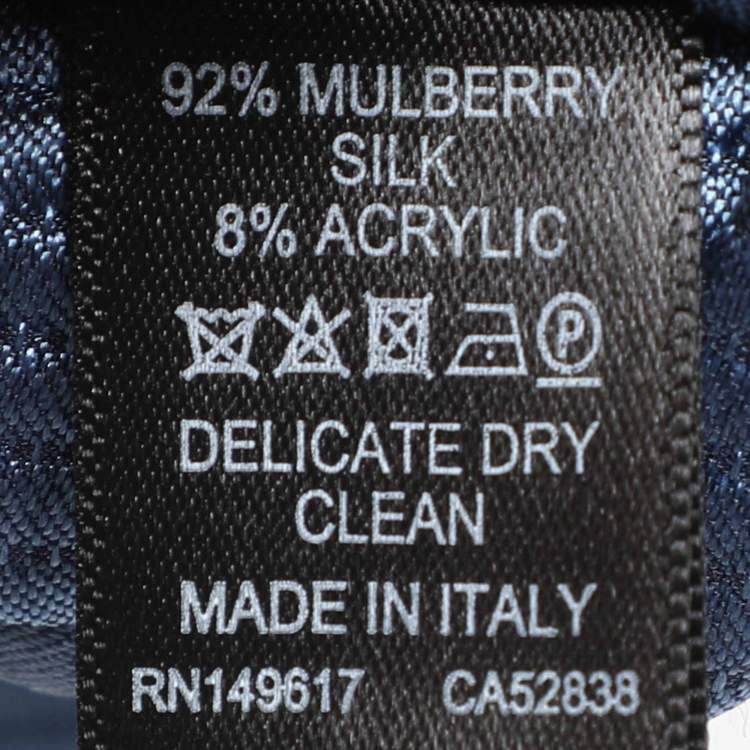 92% MULBERRY
SILK
8% ACRYLIC
P
DELICATE DRY
CLEAN
MADE IN ITALY
RN149617 CA52838